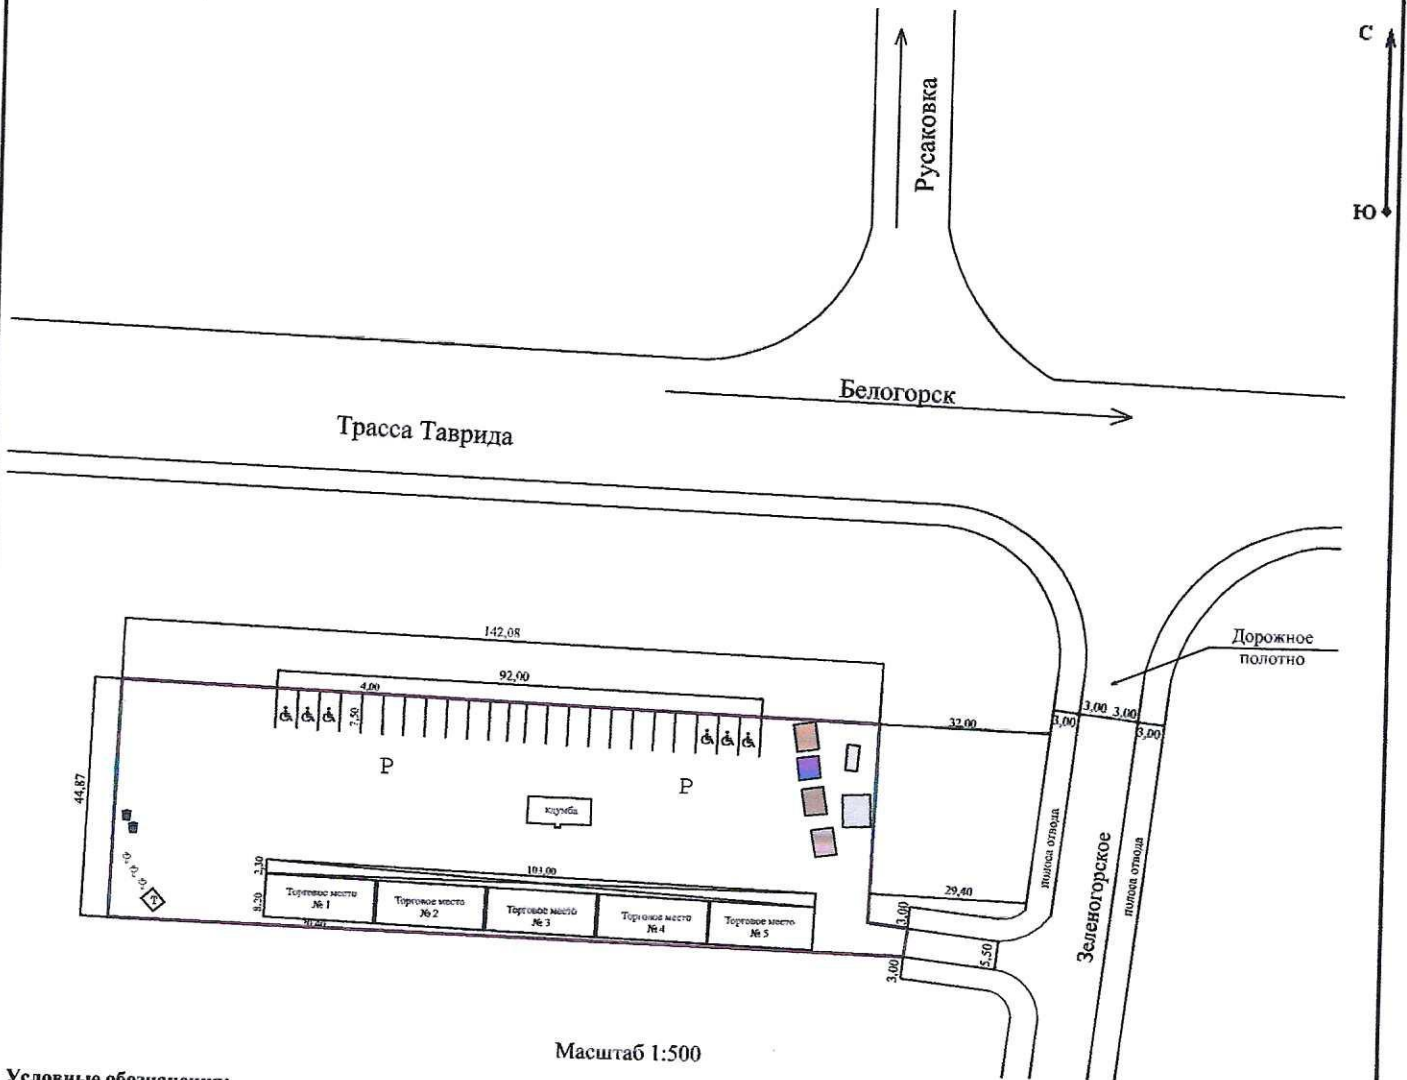 С
Русаковка
Ю
Белогорск
Трасса Таврида
Дорожное
полотно
142,08
92,00
4,00
7,50
32,00
3,00
3,00
3,00
3,00
P
P
44,87
клумба
полоса отвода
Зеленогорское
полоса отвода
2,30
103,00
8,20
Торговое место
№ 1
Торговое место
№ 2
Торговое место
№ 3
Торговое место
№ 4
Торговое место
№ 5
29,40
3,00
5,50
3,00
Т
Масштаб 1:500